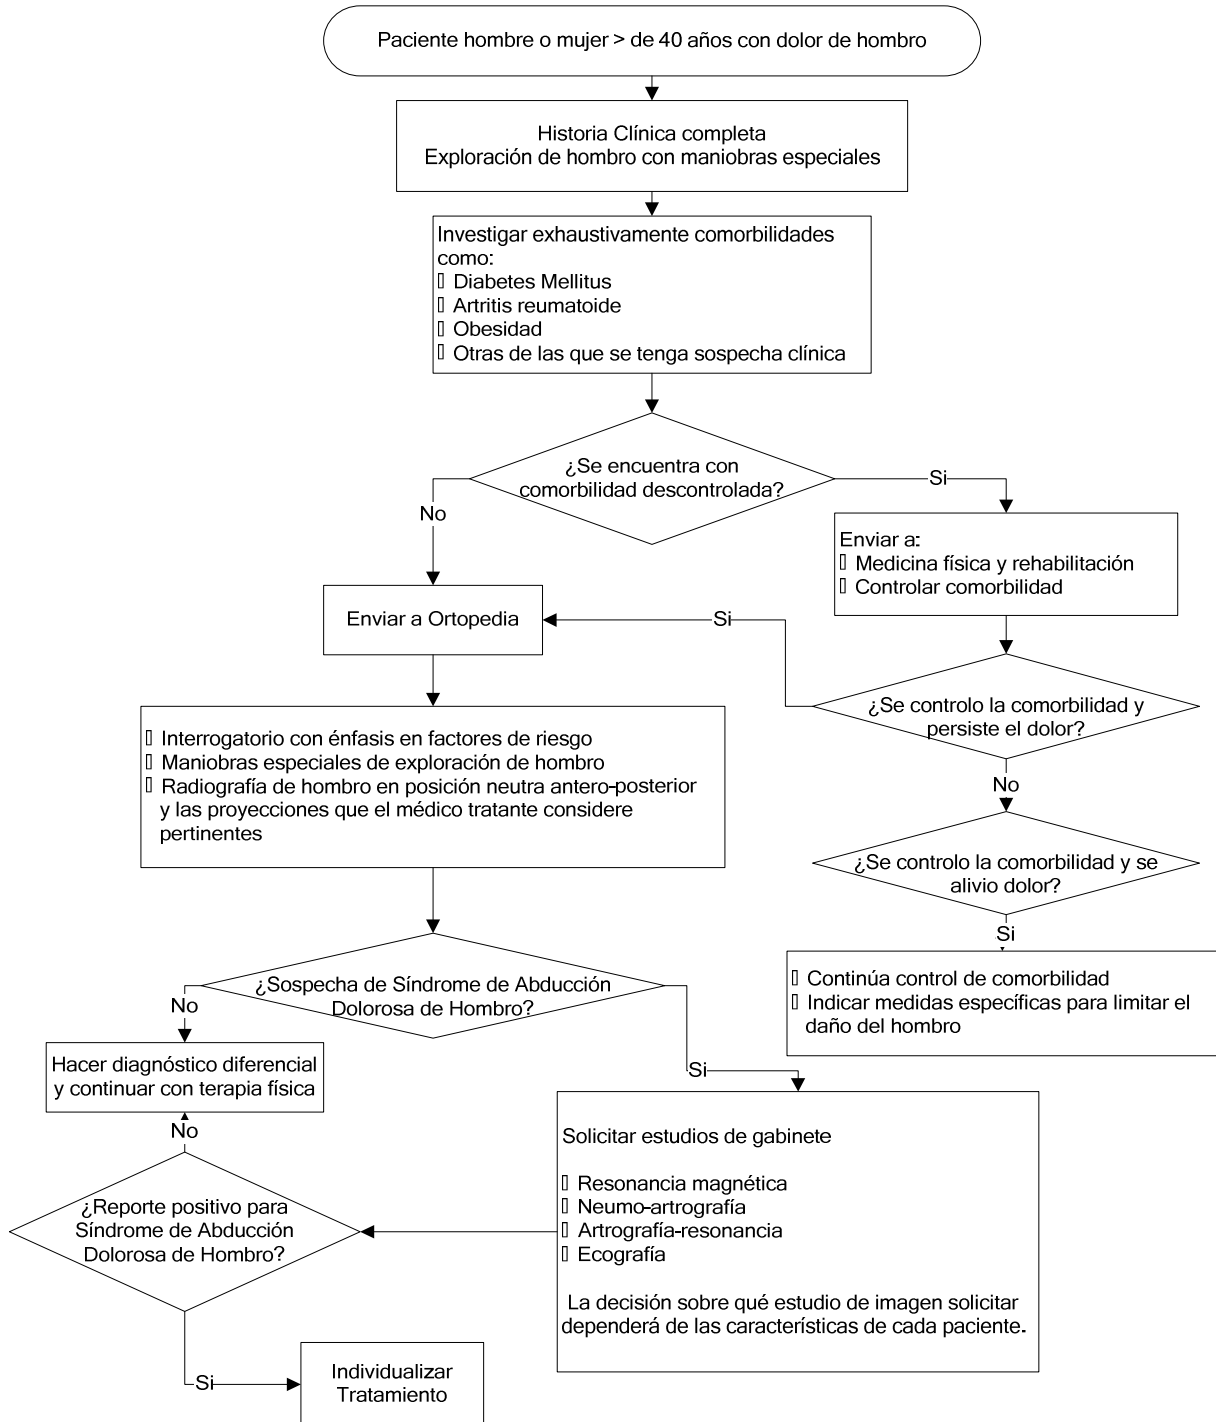 Paciente hombre o mujer > de 40 años con dolor de hombro
Historia Clínica completa
Exploración de hombro con maniobras especiales
Investigar exhaustivamente comorbilidades
como:
▯ Diabetes Mellitus
▯ Artritis reumatoide
▯ Obesidad
▯ Otras de las que se tenga sospecha clínica
¿Se encuentra con
comorbilidad descontrolada?
Si
No
Enviar a:
▯ Medicina física y rehabilitación
▯ Controlar comorbilidad
Enviar a Ortopedia
Si
¿Se controlo la comorbilidad y
persiste el dolor?
No
▯ Interrogatorio con énfasis en factores de riesgo
▯ Maniobras especiales de exploración de hombro
▯ Radiografía de hombro en posición neutra antero-posterior
y las proyecciones que el médico tratante considere
pertinentes
¿Se controlo la comorbilidad y se
alivio dolor?
Si
▯ Continúa control de comorbilidad
▯ Indicar medidas específicas para limitar el
daño del hombro
¿Sospecha de Síndrome de Abducción
Dolorosa de Hombro?
No
Si
Hacer diagnóstico diferencial
y continuar con terapia física
No
Solicitar estudios de gabinete
▯ Resonancia magnética
▯ Neumo-artrografía
▯ Artrografía-resonancia
▯ Ecografía
La decisión sobre qué estudio de imagen solicitar
dependerá de las características de cada paciente.
¿Reporte positivo para
Síndrome de Abducción
Dolorosa de Hombro?
Si
Individualizar
Tratamiento